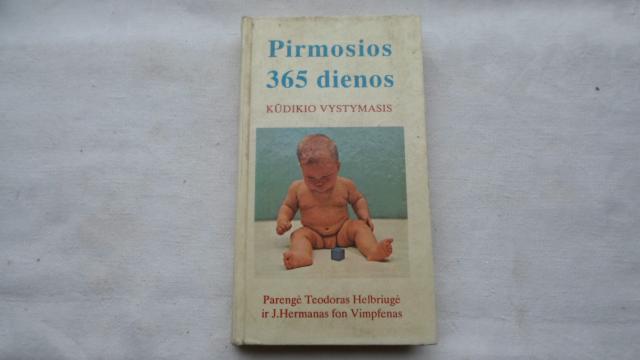 Pirmosios
365 dienos
KŪDIKIO VYSTYMASIS
Parengė Teodoras Helbriugė
ir J.Hermanas fon Vimpfenas